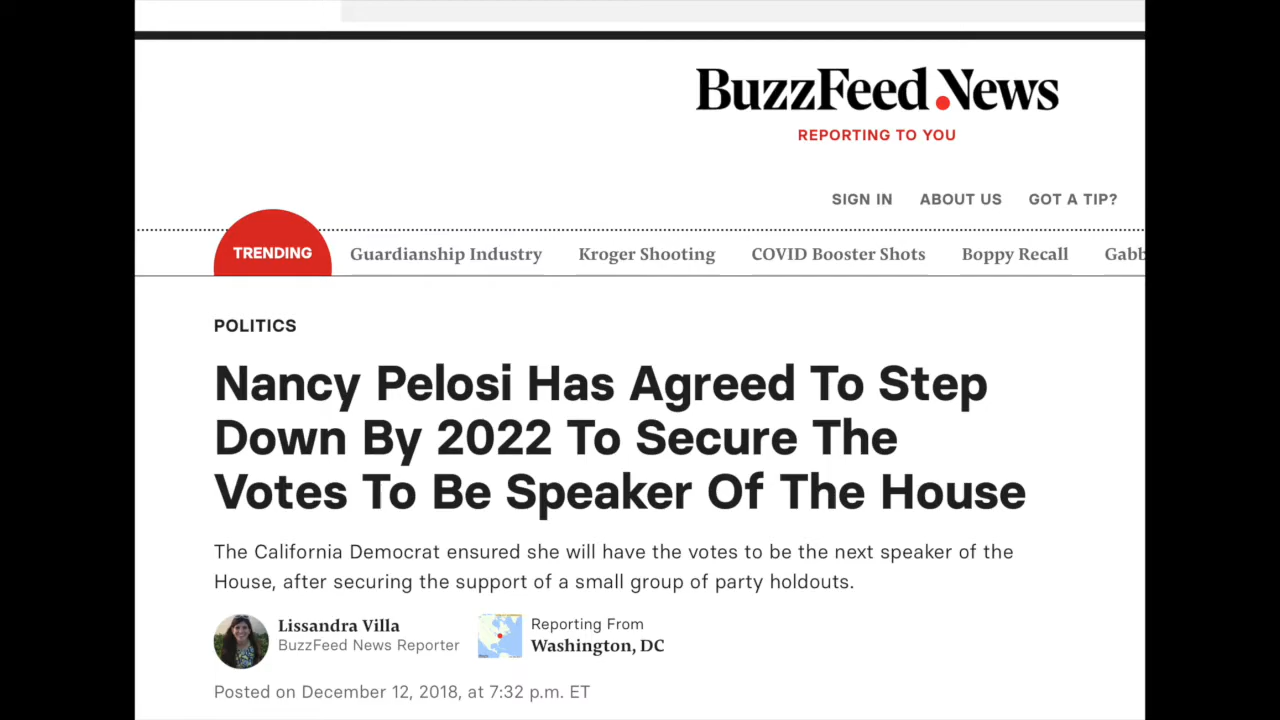 BuzzFeed News
REPORTING TO YOU
SIGN IN ABOUT US GOT A TIP?
TRENDING Guardianship Industry Kroger Shooting COVID Booster Shots Boppy Recall Gabb
POLITICS
Nancy Pelosi Has Agreed To Step
Down By 2022 To Secure The
Votes To Be Speaker Of The House
The California Democrat ensured she will have the votes to be the next speaker of the
House, after securing the support of a small group of party holdouts.
Lissandra Villa
BuzzFeed News Reporter
Reporting From
Washington, DC
Posted on December 12, 2018, at 7:32 p.m. ET